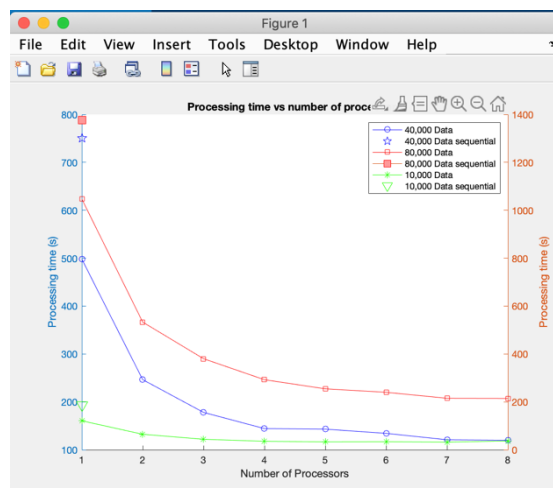 Figure 1
File Edit View Insert Tools Desktop Window Help
Processing time vs number of proce
800
700
600
500
400
300
200
100
Processing time (s)
1400
1200
1000
800
600
400
200
0
Processing time (s)
40,000 Data
40,000 Data sequential
80,000 Data
80,000 Data sequential
10,000 Data
10,000 Data sequential
1 2 3 4 5 6 7 8
Number of Processors